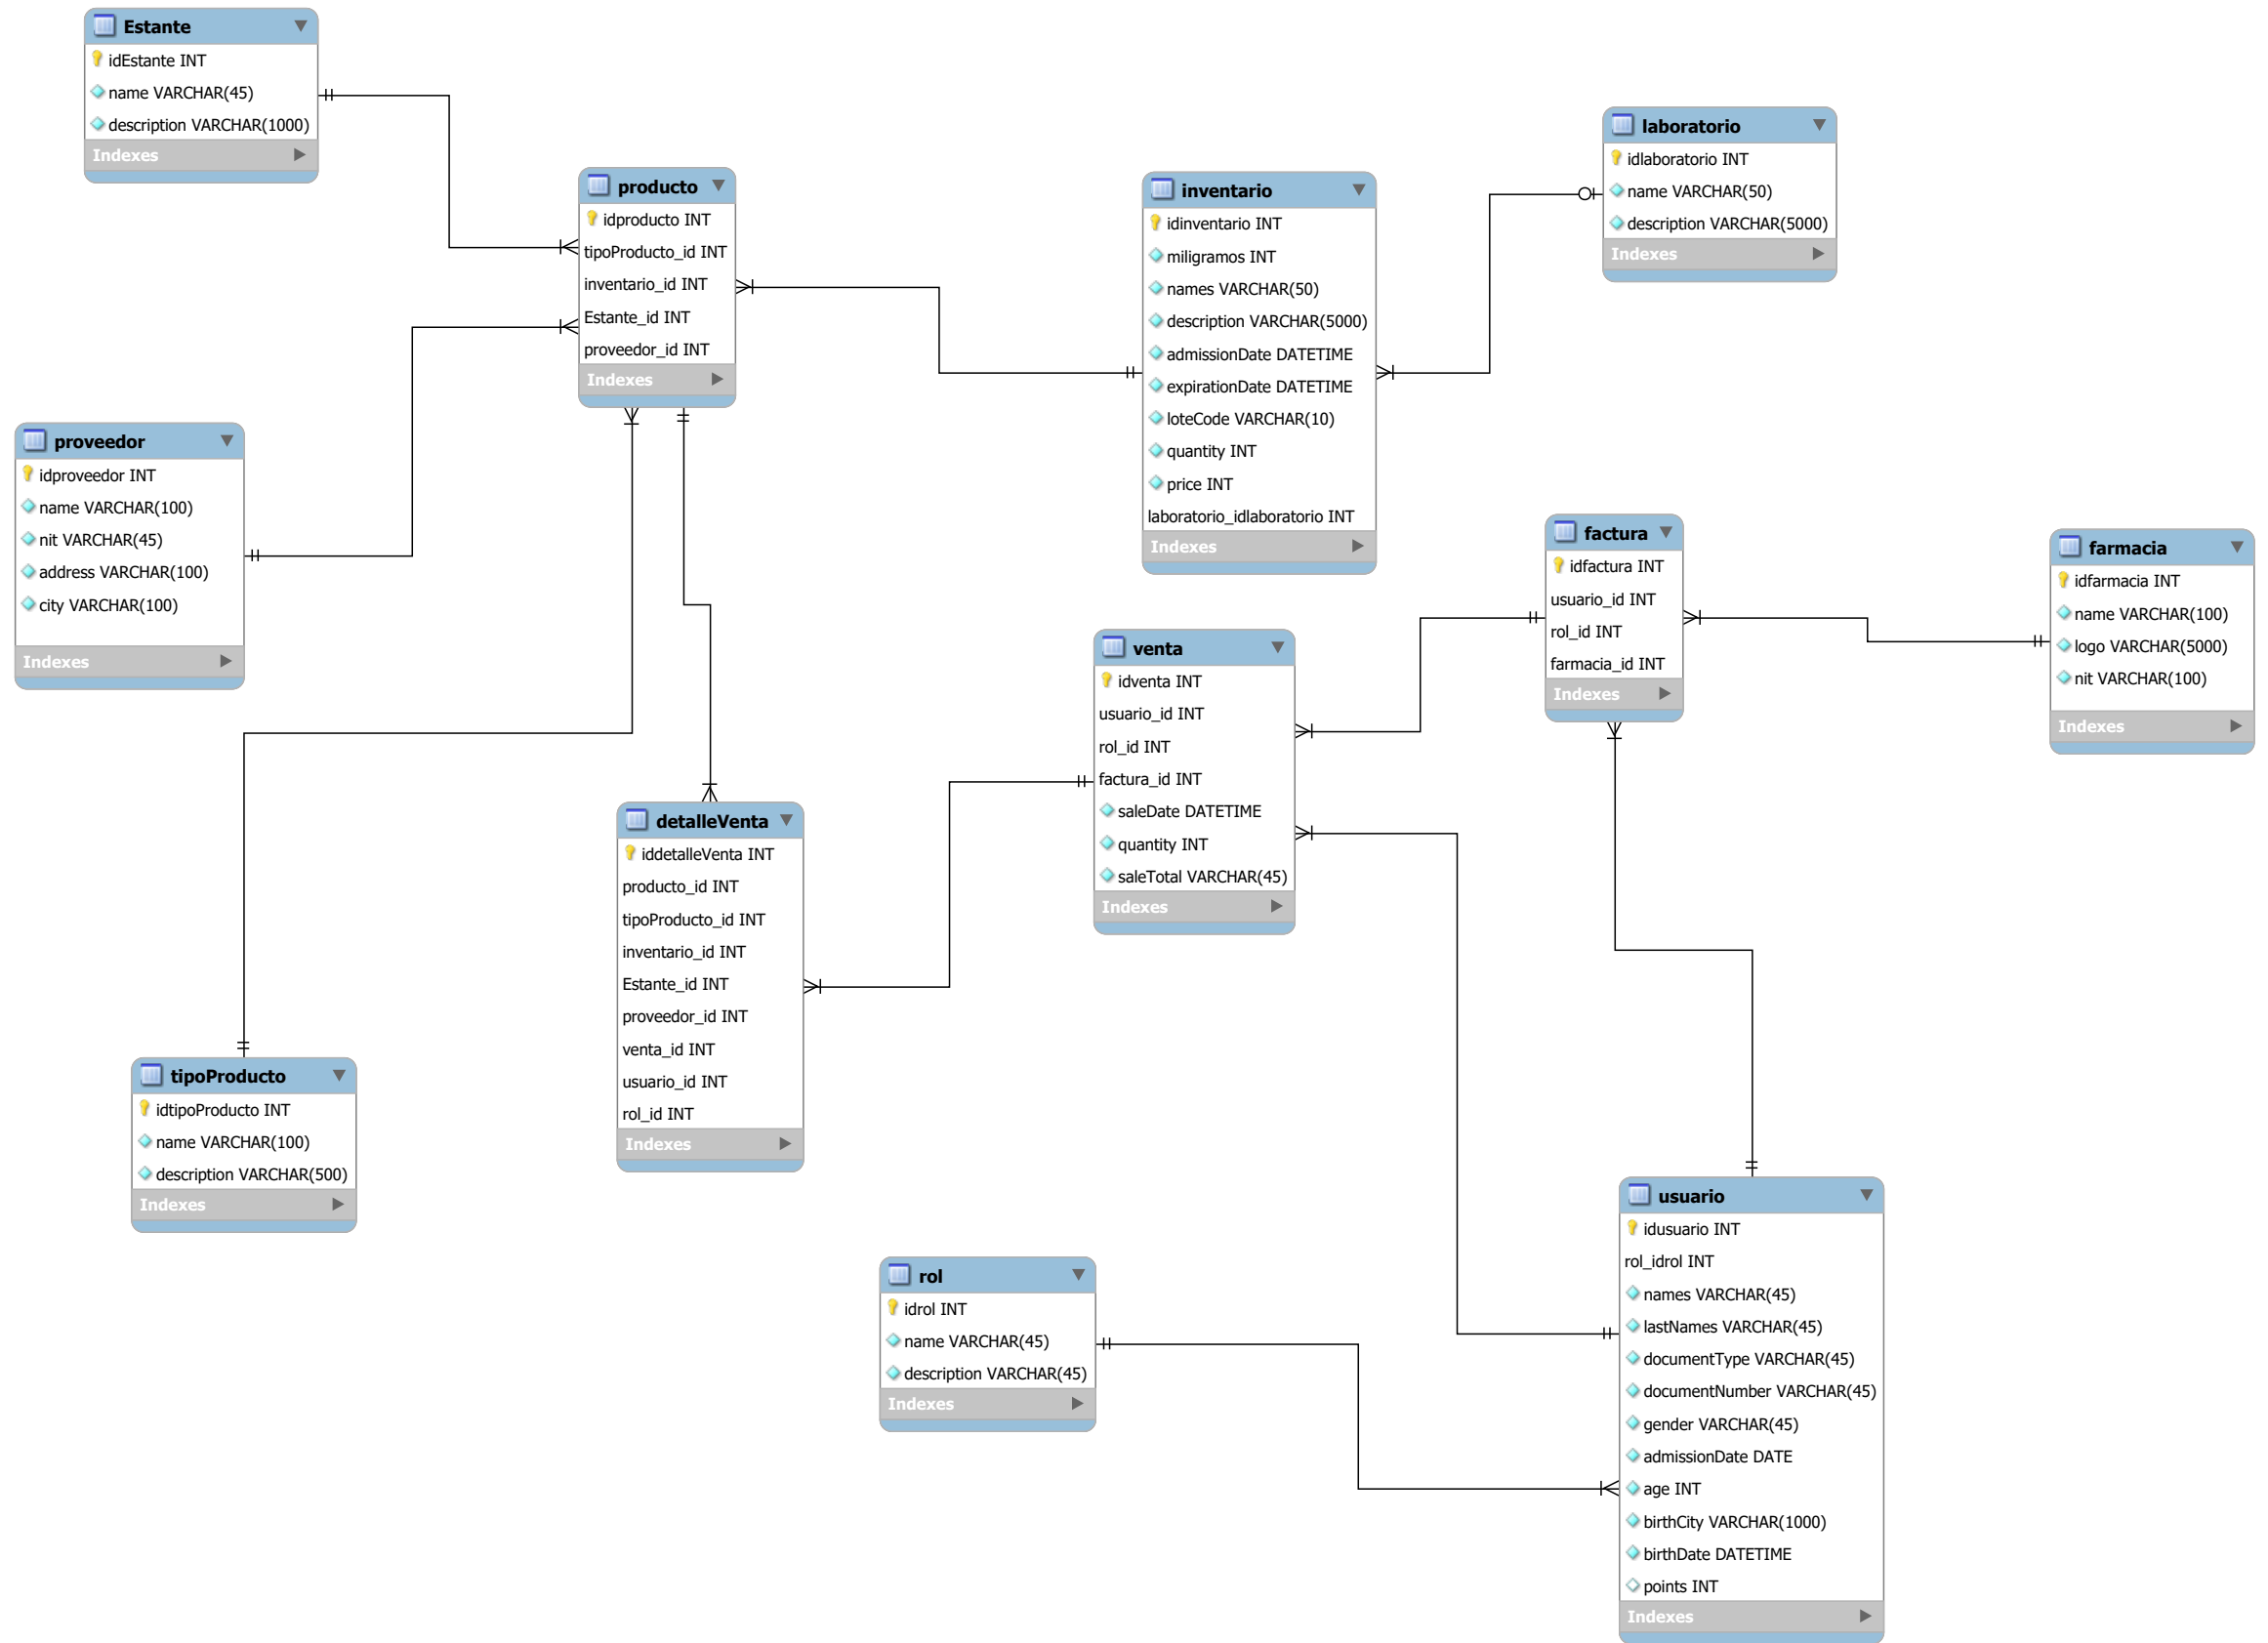 Estante
idEstante INT
name VARCHAR(45)
description VARCHAR(1000)
Indexes
producto
idproducto INT
tipoProducto_id INT
inventario_id INT
Estante_id INT
proveedor_id INT
Indexes
inventario
idinventario INT
miligramos INT
names VARCHAR(50)
description VARCHAR(5000)
admissionDate DATETIME
expirationDate DATETIME
loteCode VARCHAR(10)
quantity INT
price INT
laboratorio_idlaboratorio INT
Indexes
laboratorio
idlaboratorio INT
name VARCHAR(50)
description VARCHAR(5000)
Indexes
proveedor
idproveedor INT
name VARCHAR(100)
nit VARCHAR(45)
address VARCHAR(100)
city VARCHAR(100)
Indexes
factura
idfactura INT
usuario_id INT
rol_id INT
farmacia_id INT
Indexes
farmacia
idfarmacia INT
name VARCHAR(100)
logo VARCHAR(5000)
nit VARCHAR(100)
Indexes
venta
idventa INT
usuario_id INT
rol_id INT
factura_id INT
saleDate DATETIME
quantity INT
saleTotal VARCHAR(45)
Indexes
detalleVenta
iddetalleVenta INT
producto_id INT
tipoProducto_id INT
inventario_id INT
Estante_id INT
proveedor_id INT
venta_id INT
usuario_id INT
rol_id INT
Indexes
tipoProducto
idtipoProducto INT
name VARCHAR(100)
description VARCHAR(500)
Indexes
rol
idrol INT
name VARCHAR(45)
description VARCHAR(45)
Indexes
usuario
idusuario INT
rol_idrol INT
names VARCHAR(45)
lastNames VARCHAR(45)
documentType VARCHAR(45)
documentNumber VARCHAR(45)
gender VARCHAR(45)
admissionDate DATE
age INT
birthCity VARCHAR(1000)
birthDate DATETIME
points INT
Indexes